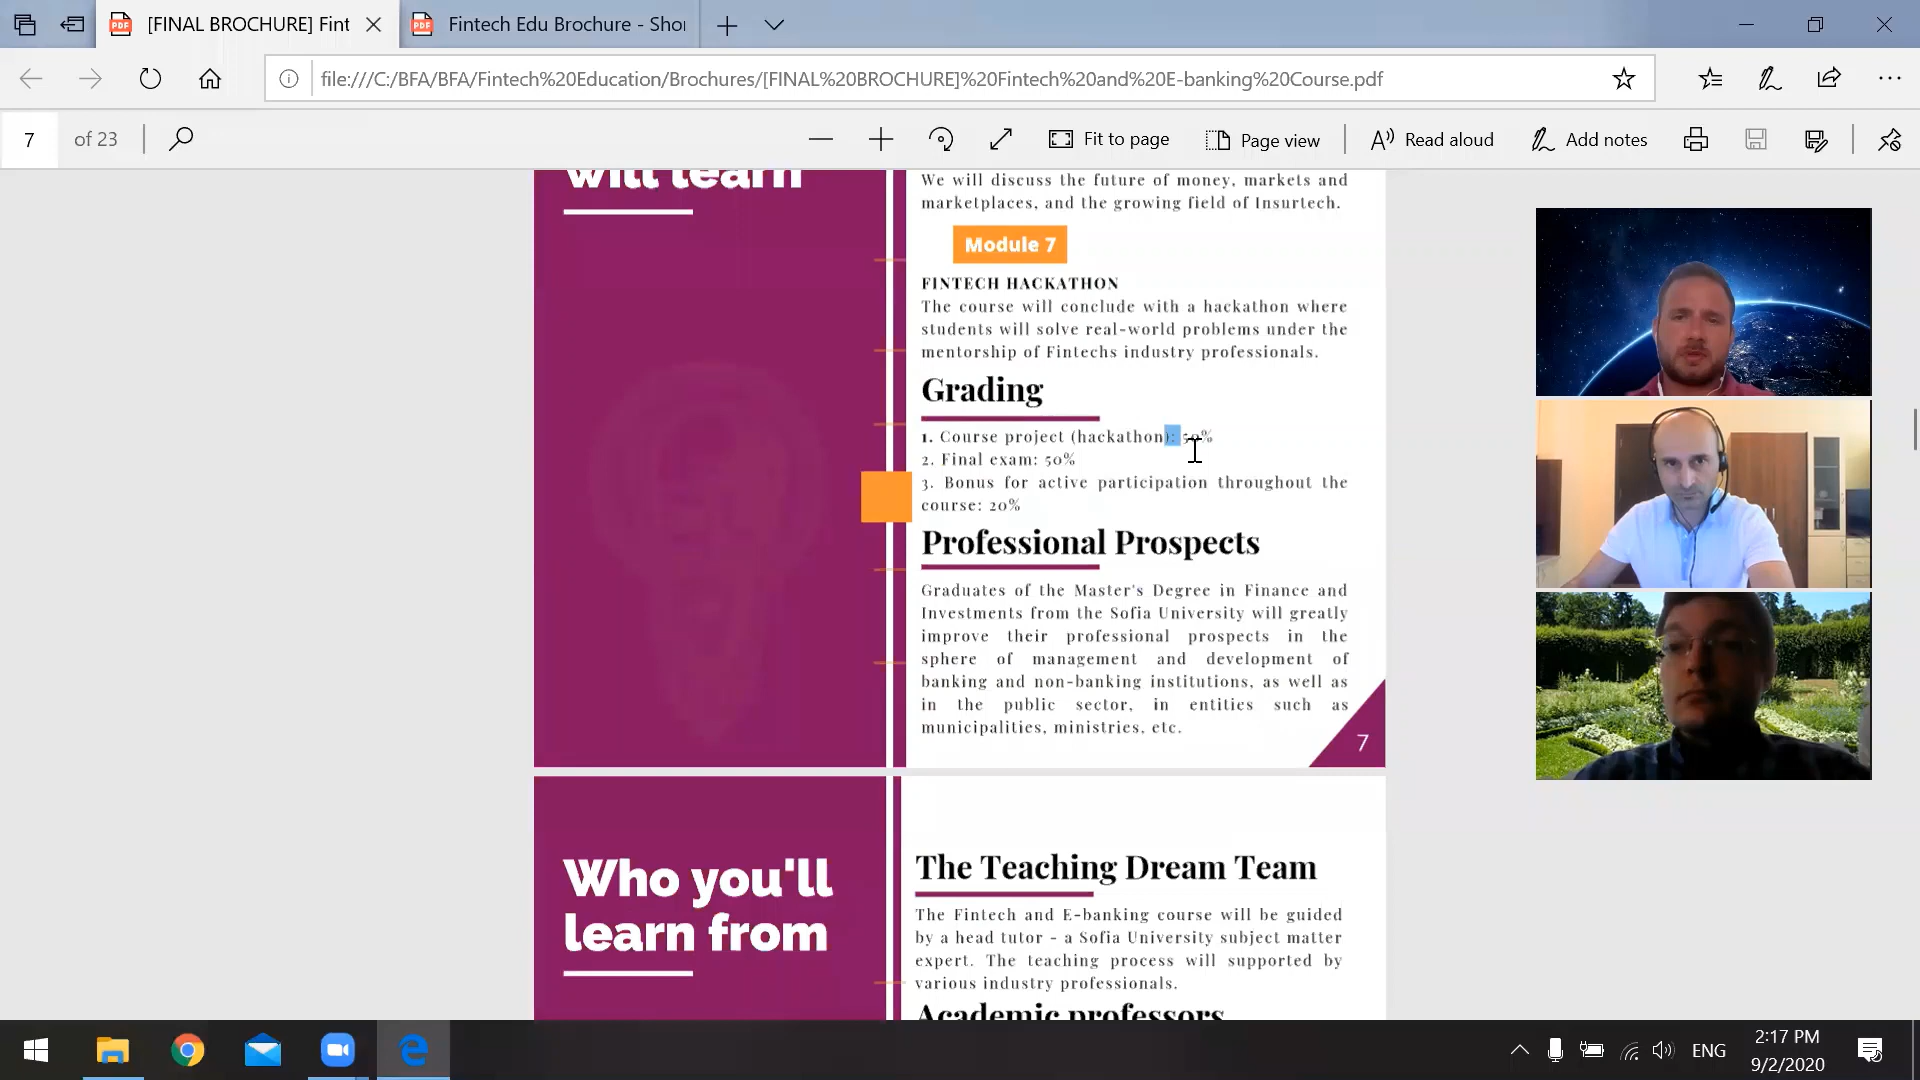 [FINAL BROCHURE] Fint
Fintech Edu Brochure - Shor
file:///C:/BFA/BFA/Fintech%20Education/Brochures/[FINAL%20BROCHURE]%20Fintech%20and%20E-banking%20Course.pdf
7 of 23
Fit to page
Page view
Read aloud
Add notes
will learn
We will discuss the future of money, markets and
marketplaces, and the growing field of Insurtech.
Module 7
FINTECH HACKATHON
The course will conclude with a hackathon where
students will solve real-world problems under the
mentorship of Fintechs industry professionals.
Grading
1. Course project (hackathon): 50%
2. Final exam: 50%
3. Bonus for active participation throughout the
course: 20%
Professional Prospects
Graduates of the Master's Degree in Finance and
Investments from the Sofia University will greatly
improve their professional prospects in the
sphere of management and development of
banking and non-banking institutions, as well as
in the public sector, in entities such as
municipalities, ministries, etc.
7
Who you'll
learn from
The Teaching Dream Team
The Fintech and E-banking course will be guided
by a head tutor - a Sofia University subject matter
expert. The teaching process will supported by
various industry professionals.
Academic professors
ENG
2:17 PM
9/2/2020